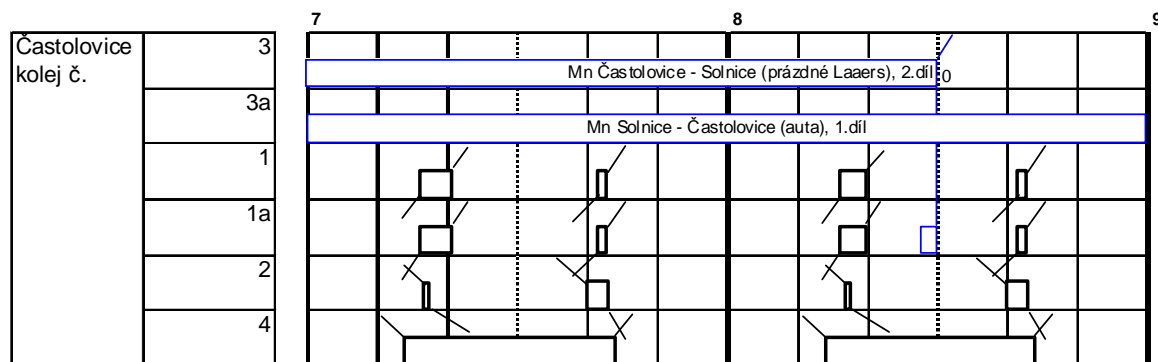 7 8 9
Častolovice
kolej č.
3
Mn Častolovice - Solnice (prázdné Laaers), 2.díl 0
3a
Mn Solnice - Častolovice (auta), 1.díl
1
1a
2
4